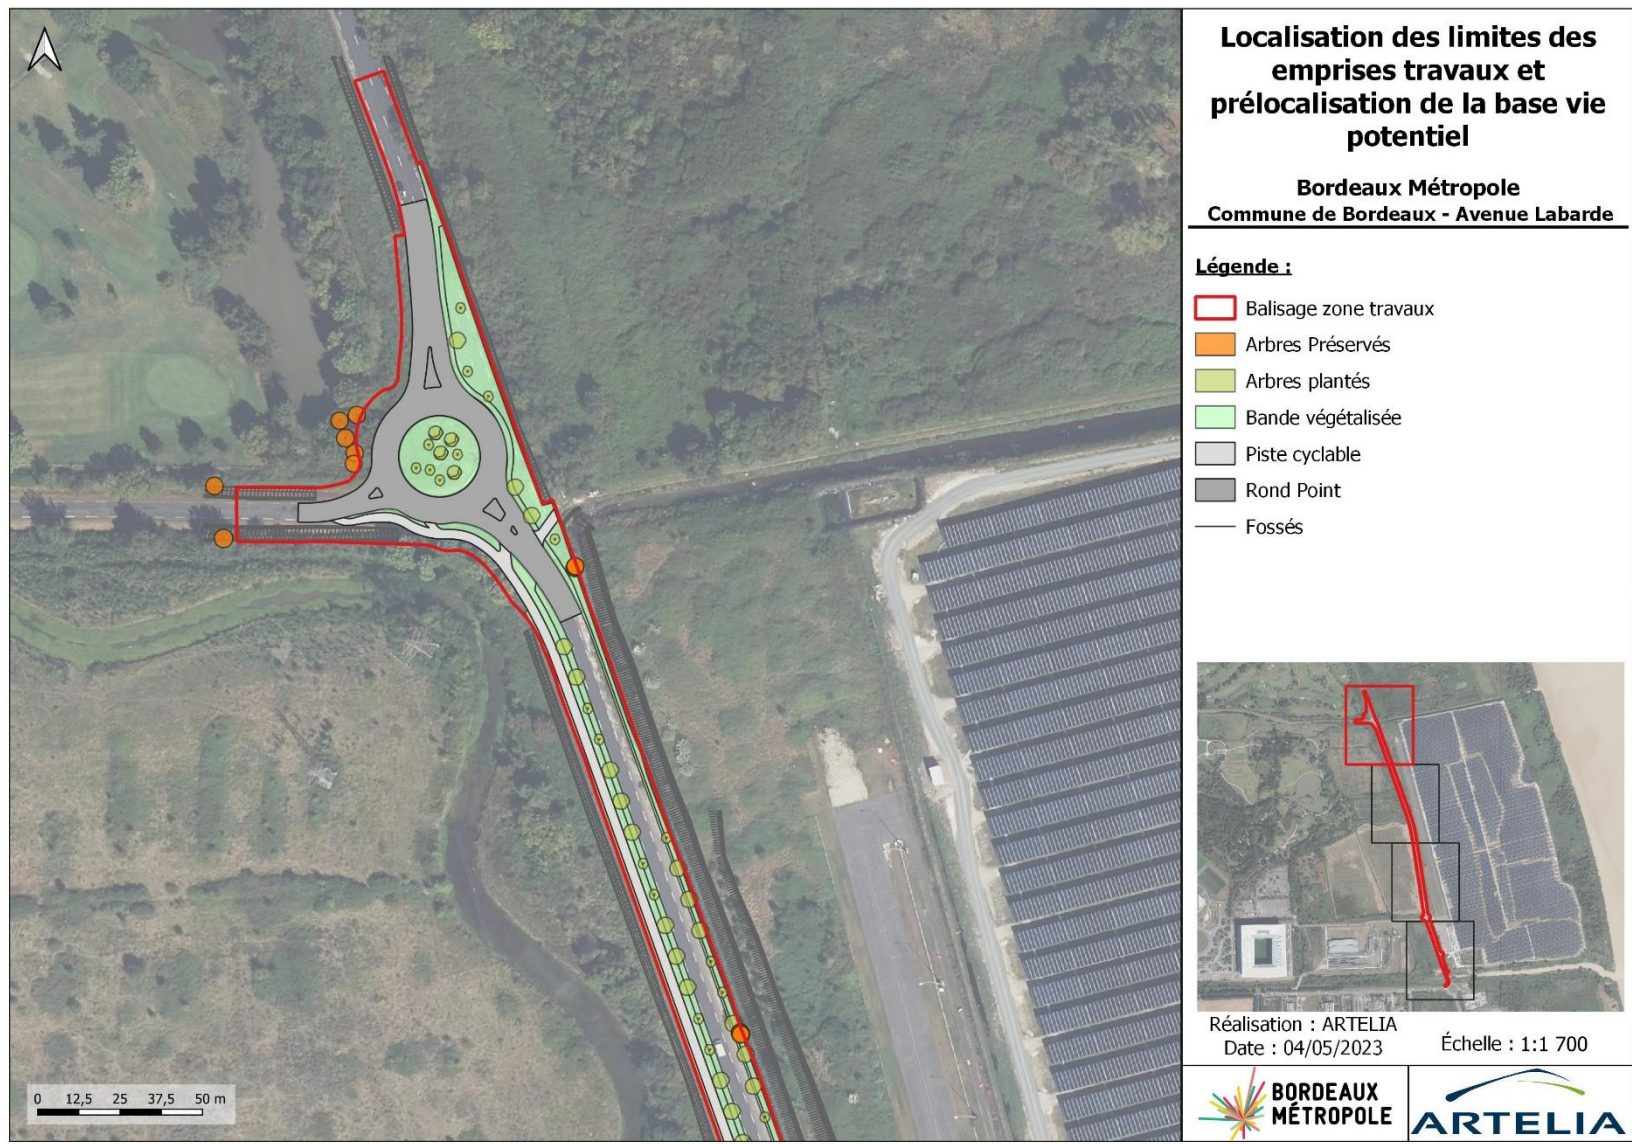 Localisation des limites des
emprises travaux et
prélocalisation de la base vie
potentiel
Bordeaux Métropole
Commune de Bordeaux - Avenue Labarde
Légende :
Balisage zone travaux
Arbres Préservés
Arbres plantés
Bande végétalisée
Piste cyclable
Rond Point
Fossés
Réalisation : ARTELIA
Date : 04/05/2023
Échelle : 1:1 700
0 12,5 25 37,5 50 m
BORDEAUX
MÉTROPOLE
ARTELIA